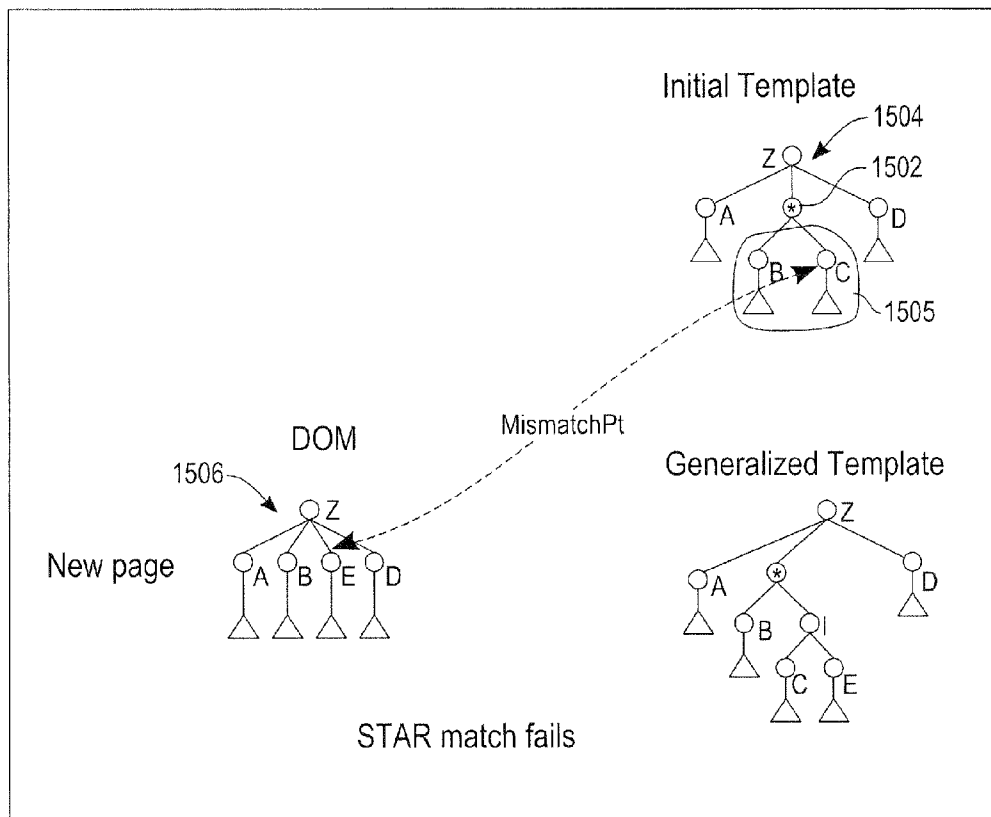 Initial Template
1504
Z
1502
A
*
D
B
C
1505
MismatchPt
DOM
1506
Z
New page
A
B
E
D
Generalized Template
Z
A
*
D
B
I
C
E
STAR match fails